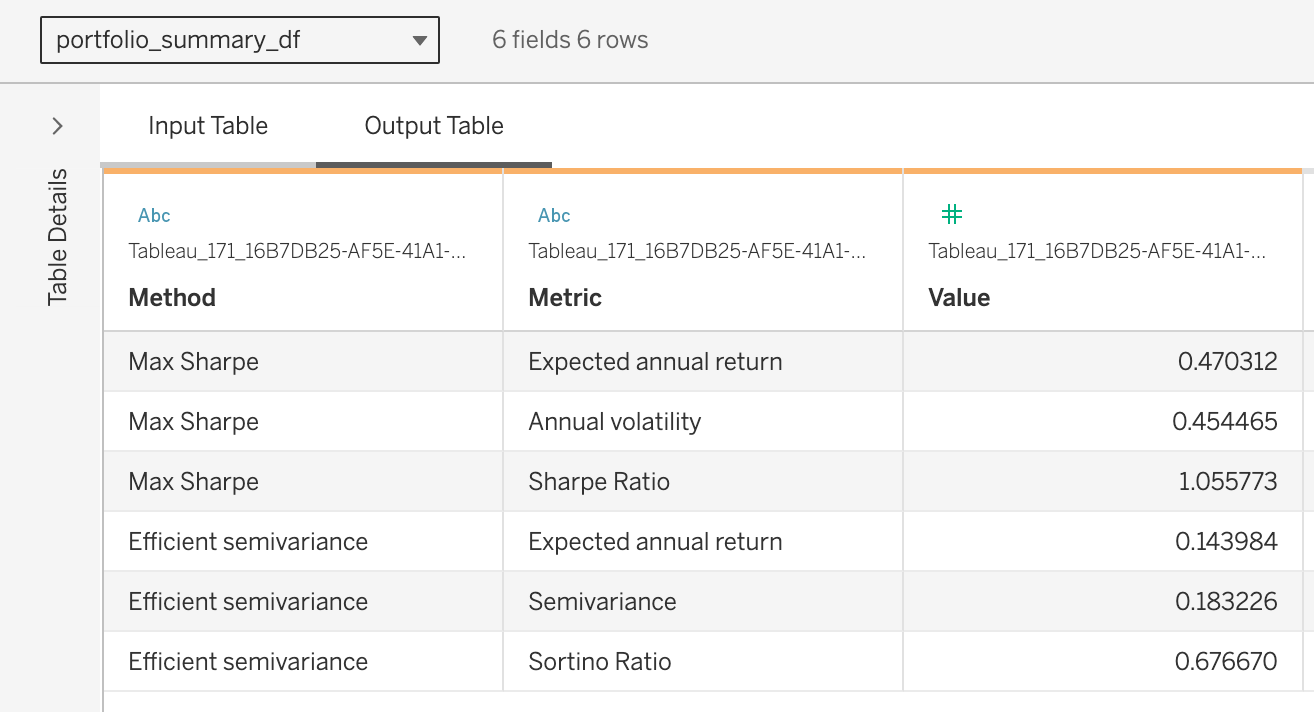 portfolio_summary_df 6 fields 6 rows
Input Table Output Table
Table Details
Abc Abc #
Tableau_171_16B7DB25-AF5E-41A1-... Tableau_171_16B7DB25-AF5E-41A1-... Tableau_171_16B7DB25-AF5E-41A1-...
Method Metric Value
Max Sharpe Expected annual return 0.470312
Max Sharpe Annual volatility 0.454465
Max Sharpe Sharpe Ratio 1.055773
Efficient semivariance Expected annual return 0.143984
Efficient semivariance Semivariance 0.183226
Efficient semivariance Sortino Ratio 0.676670